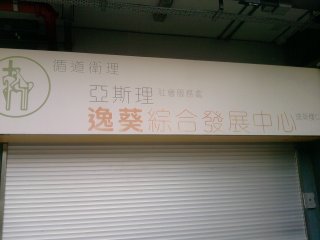 循道衛理
亞斯理社會服務處
逸葵綜合發展中心